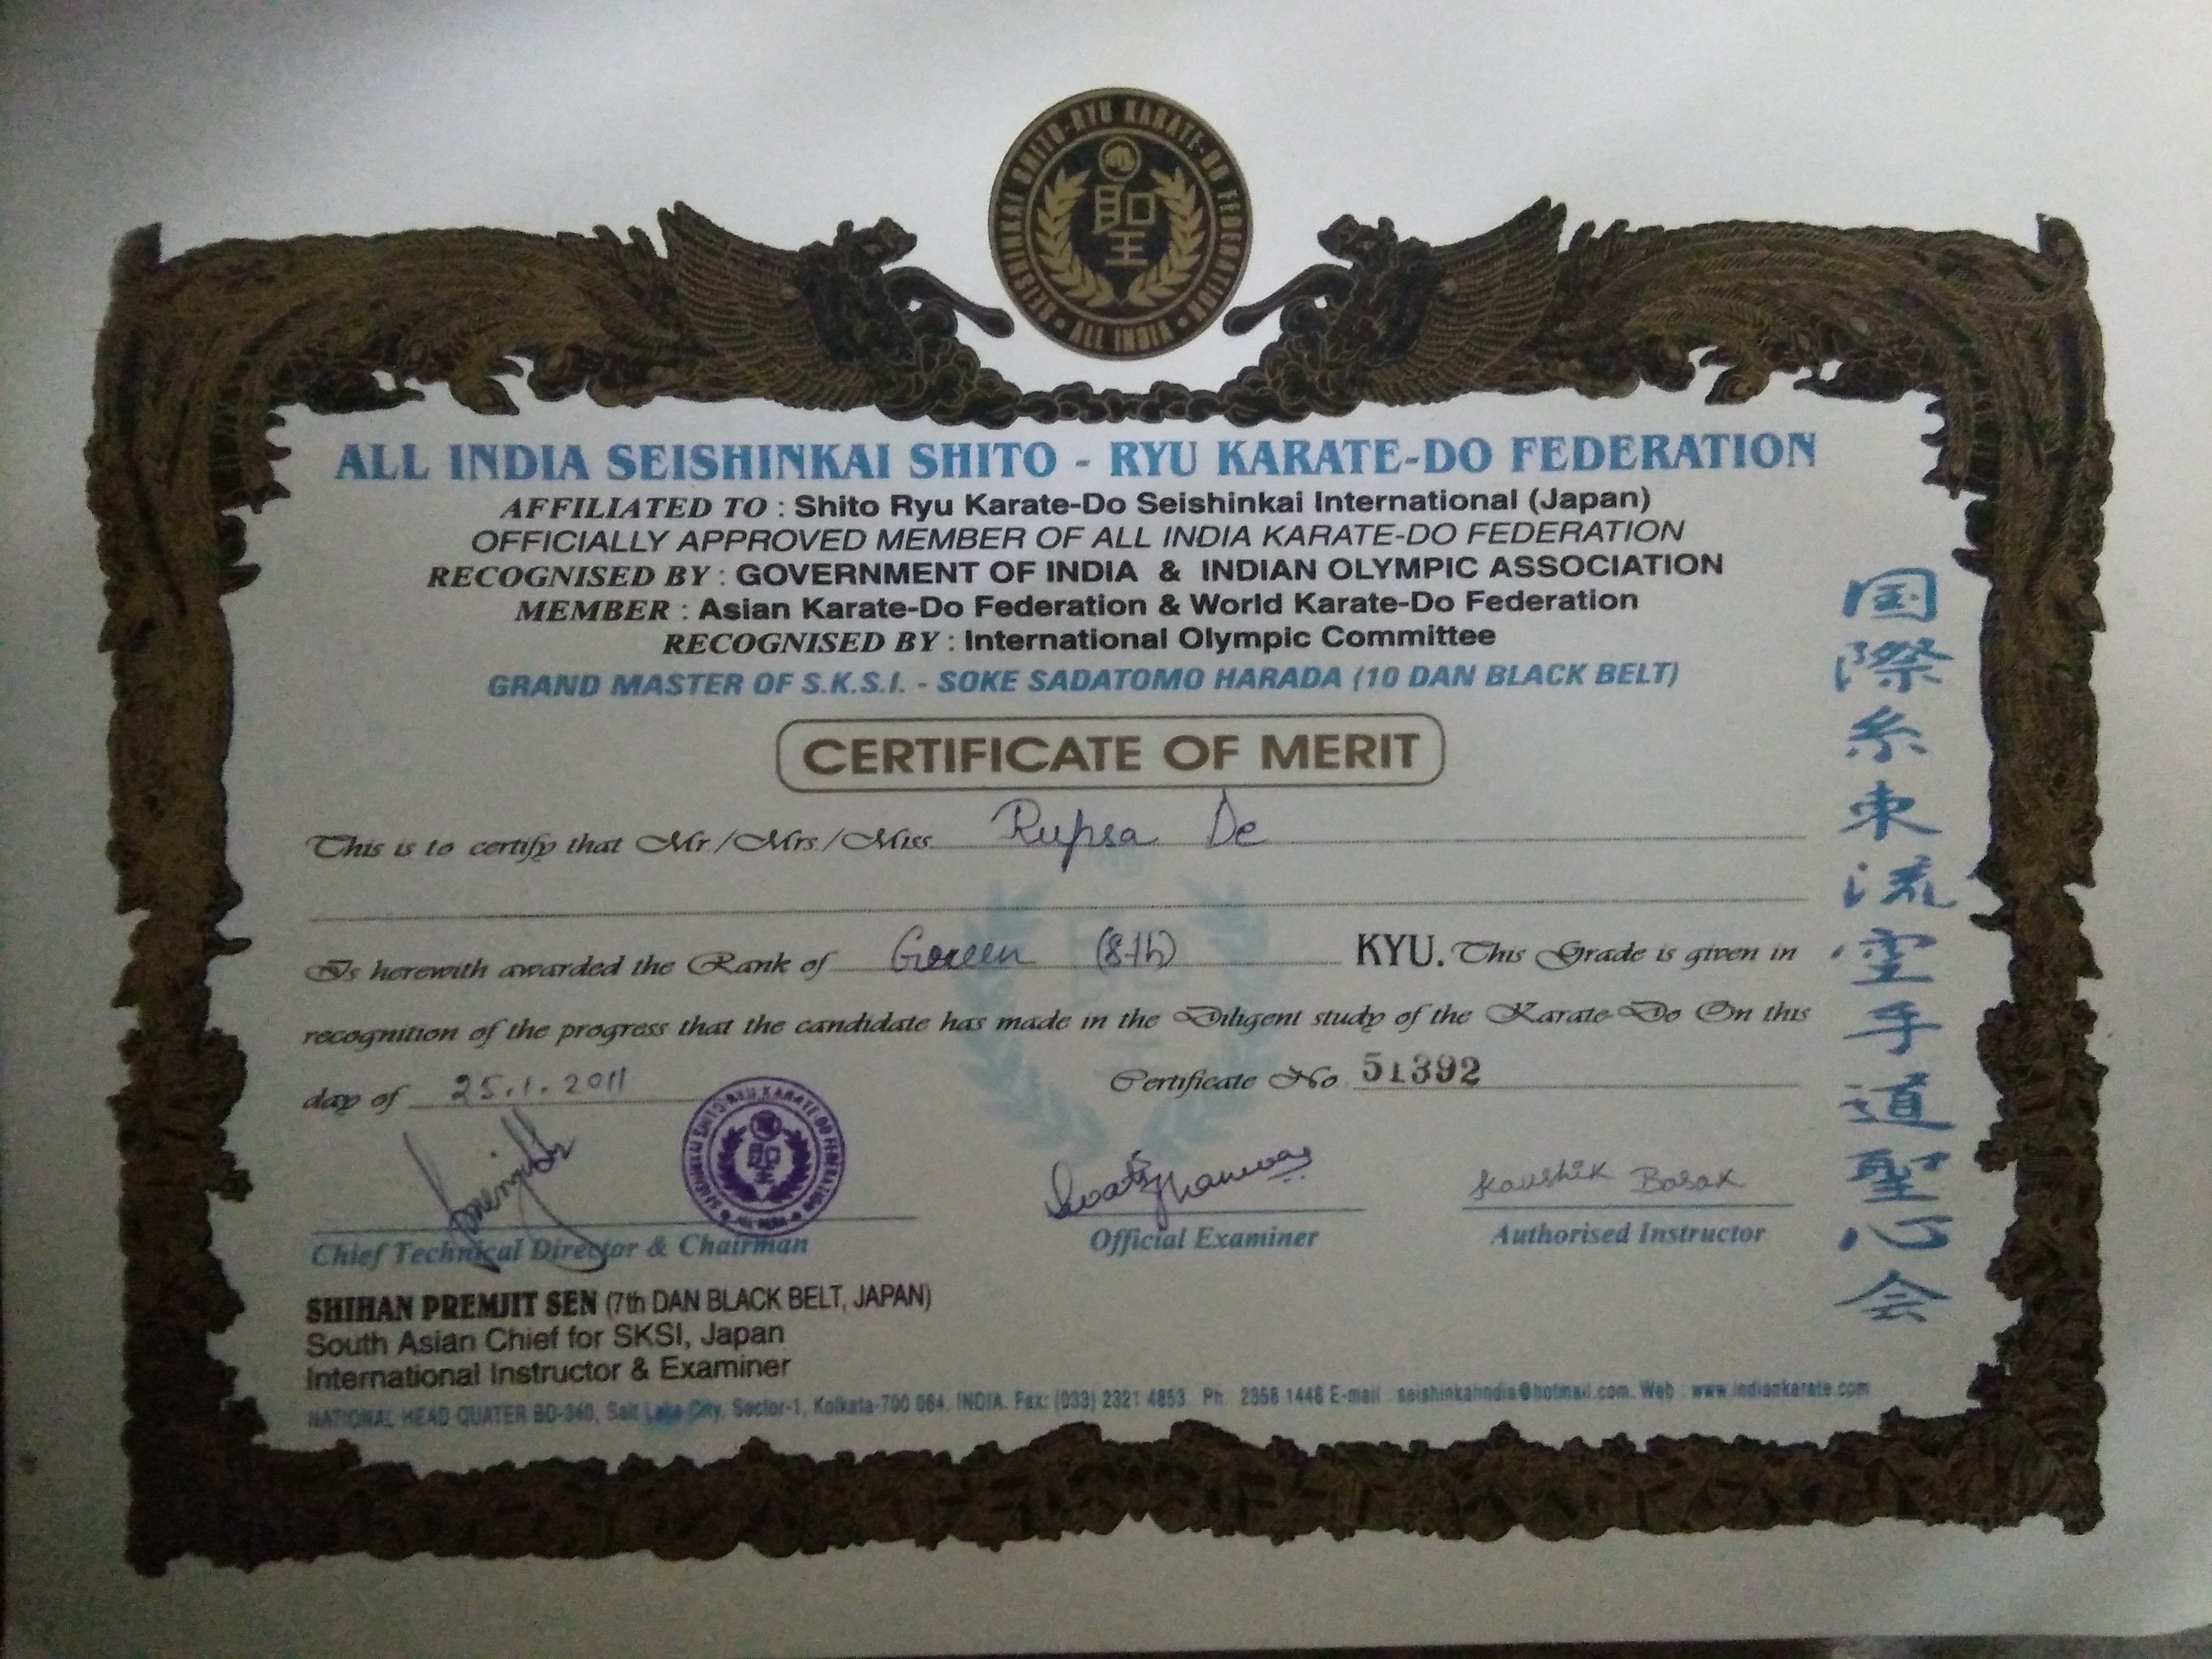 SEISHINKAI SHITO-RYU KARATE-DO FEDERATION
聖
• ALL INDIA •
ALL INDIA SEISHINKAI SHITO - RYU KARATE-DO FEDERATION
AFFILIATED TO : Shito Ryu Karate-Do Seishinkai International (Japan)
OFFICIALLY APPROVED MEMBER OF ALL INDIA KARATE-DO FEDERATION
RECOGNISED BY : GOVERNMENT OF INDIA & INDIAN OLYMPIC ASSOCIATION
MEMBER : Asian Karate-Do Federation & World Karate-Do Federation
RECOGNISED BY : International Olympic Committee
GRAND MASTER OF S.K.S.I. - SOKE SADATOMO HARADA (10 DAN BLACK BELT)
CERTIFICATE OF MERIT
This is to certify that Mr./Mrs./Miss Rupsa De
Is herewith awarded the Rank of Green (8th) KYU. This Grade is given in
recognition of the progress that the candidate has made in the Diligent study of the Karate-Do On this
day of 25.1.2011 Certificate No 51392
SEISHINKAI SHITO-RYU KARATE-DO FEDERATION
聖
ALL INDIA
Kaushik Basak
Chief Technical Director & Chairman Official Examiner Authorised Instructor
SHIHAN PREMJIT SEN (7th DAN BLACK BELT, JAPAN)
South Asian Chief for SKSI, Japan
International Instructor & Examiner
NATIONAL HEAD QUATER BD-340, Salt Lake City, Sector-1, Kolkata-700 064, INDIA. Fax: (033) 2321 4853 Ph 2358 1448 E-mail : seishinkaiindia@hotmail.com. Web : www.indiankarate.com
国際糸東流空手道聖心会